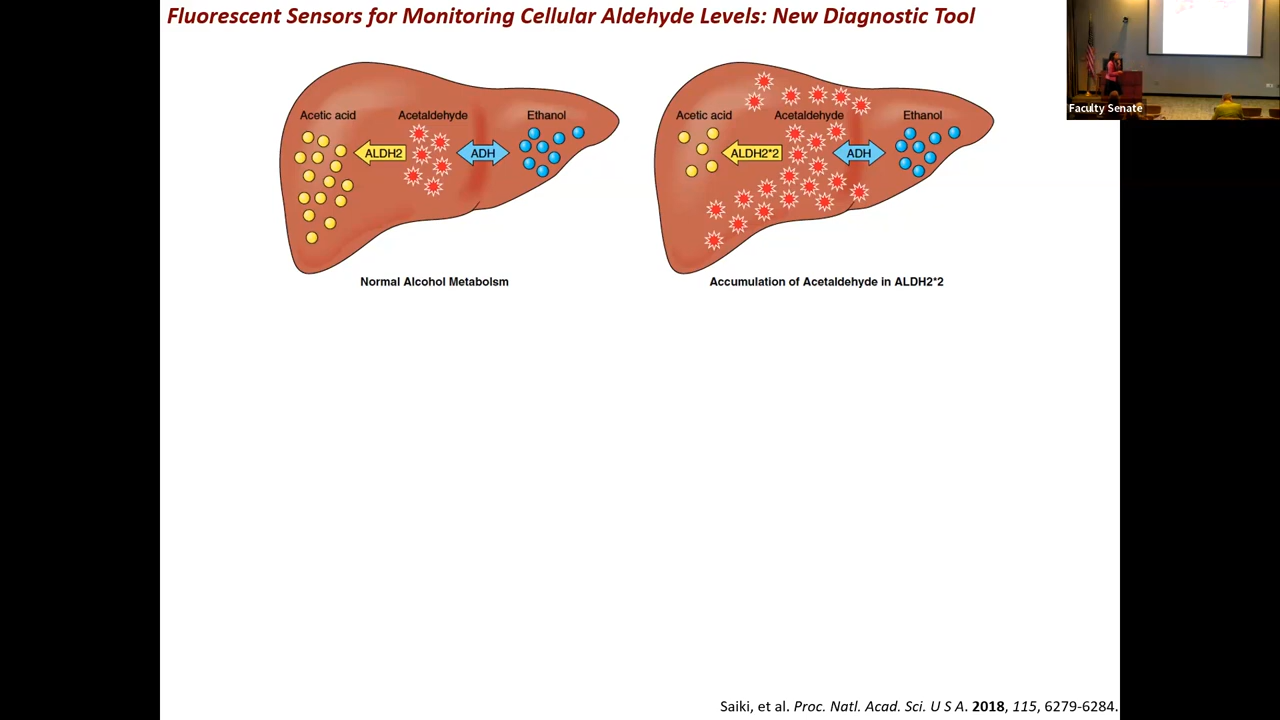 Fluorescent Sensors for Monitoring Cellular Aldehyde Levels: New Diagnostic Tool
Faculty Senate
Acetic acid
Acetaldehyde
Ethanol
ALDH2
ADH
Normal Alcohol Metabolsm
Acetic acid
Acetaldehyde
Ethanol
ALDH2*2
ADH
Accumulation of Acetaldehyde in ALDH2*2
Saiki, et al. Proc. Natl. Acad. Sci. U S A. 2018, 115, 6279-6284.